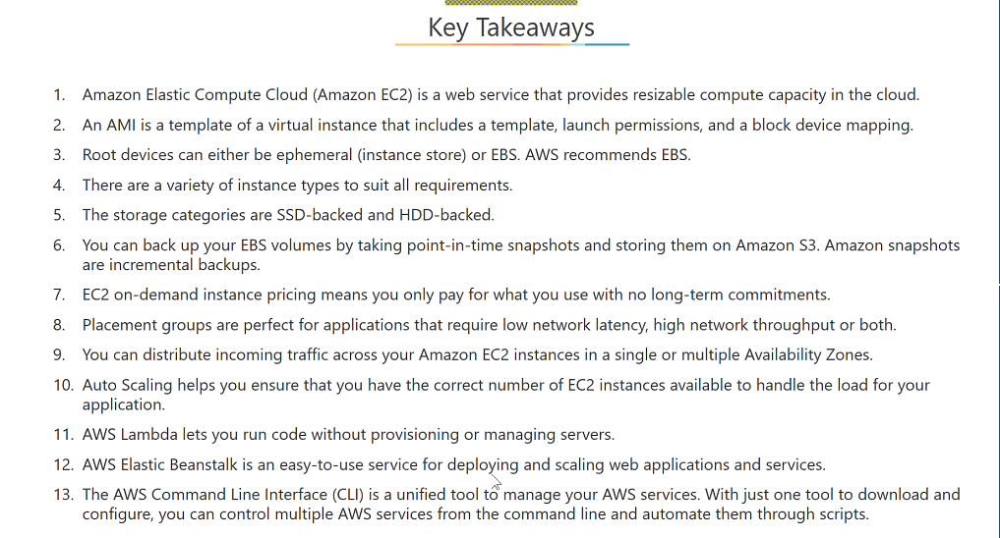 Key Takeaways
1. Amazon Elastic Compute Cloud (Amazon EC2) is a web service that provides resizable compute capacity in the cloud.
2. An AMI is a template of a virtual instance that includes a template, launch permissions, and a block device mapping.
3. Root devices can either be ephemeral (instance store) or EBS. AWS recommends EBS.
4. There are a variety of instance types to suit all requirements.
5. The storage categories are SSD-backed and HDD-backed.
6. You can back up your EBS volumes by taking point-in-time snapshots and storing them on Amazon S3. Amazon snapshots
are incremental backups.
7. EC2 on-demand instance pricing means you only pay for what you use with no long-term commitments.
8. Placement groups are perfect for applications that require low network latency, high network throughput or both.
9. You can distribute incoming traffic across your Amazon EC2 instances in a single or multiple Availability Zones.
10. Auto Scaling helps you ensure that you have the correct number of EC2 instances available to handle the load for your
application.
11. AWS Lambda lets you run code without provisioning or managing servers.
12. AWS Elastic Beanstalk is an easy-to-use service for deploying and scaling web applications and services.
13. The AWS Command Line Interface (CLI) is a unified tool to manage your AWS services. With just one tool to download and
configure, you can control multiple AWS services from the command line and automate them through scripts.